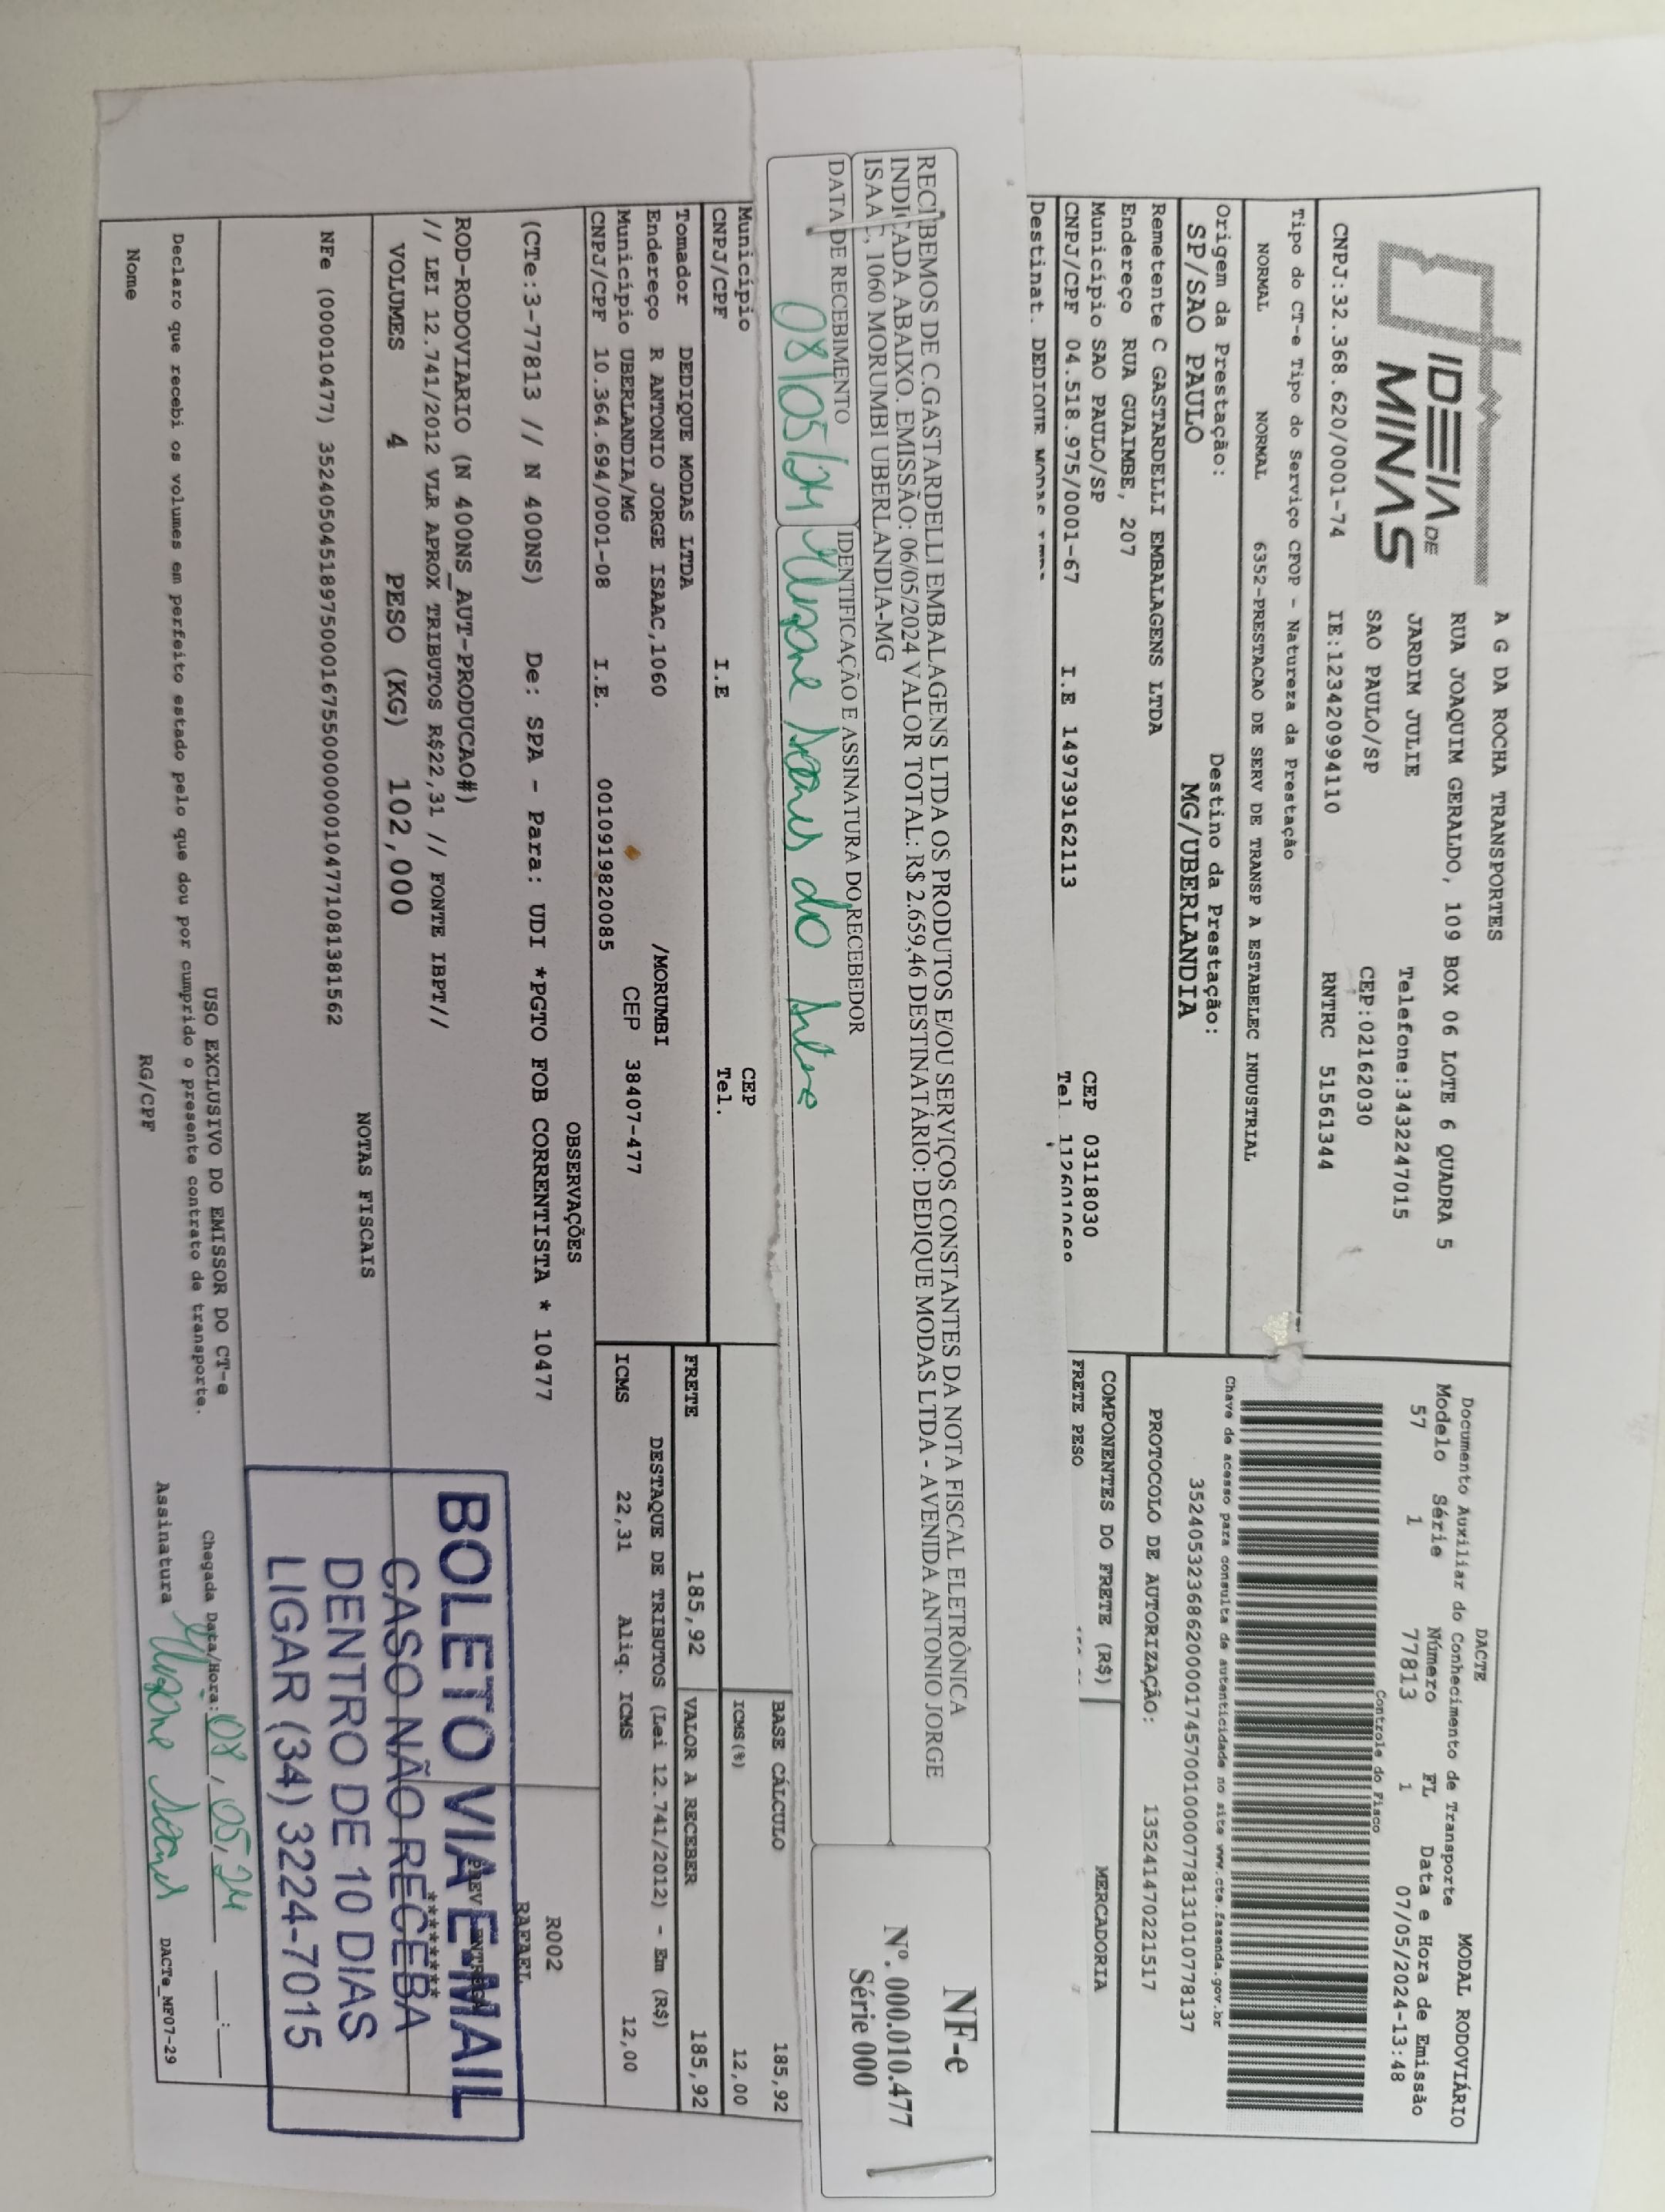 IDEIA DE
MINAS
A G DA ROCHA TRANSPORTES
RUA JOAQUIM GERALDO, 109 BOX 06 LOTE 6 QUADRA 5
JARDIM JULIE Telefone:3432247015
SAO PAULO/SP CEP:02162030
CNPJ:32.368.620/0001-74 IE:123420994110 RNTRC 51561344
DACTE
Documento Auxiliar do Conhecimento de Transporte
MODAL RODOVIÁRIO
Modelo Série Número FL Data e Hora de Emissão
57 1 77813 1 07/05/2024-13:48
Controle do Fisco
Tipo do CT-e Tipo do Serviço CFOP - Natureza da Prestação
NORMAL NORMAL 6352-PRESTACAO DE SERV DE TRANSP A ESTABELEC INDUSTRIAL
Chave de acesso para consulta de autenticidade no site www.cte.fazenda.gov.br
35240532368620000174570010000778131010778137
Origem da Prestação: Destino da Prestação:
SP/SAO PAULO MG/UBERLANDIA
PROTOCOLO DE AUTORIZAÇÃO: 135241470221517
Remetente C GASTARDELLI EMBALAGENS LTDA
Endereço RUA GUAIMBE, 207
Município SAO PAULO/SP CEP 03118030
CNPJ/CPF 04.518.975/0001-67 I.E 149739162113 Tel
Destinat. DEDIQUE MODAS
COMPONENTES DO FRETE (R$) MERCADORIA
FRETE PESO
RECEBEMOS DE C.GASTARDELLI EMBALAGENS LTDA OS PRODUTOS E/OU SERVIÇOS CONSTANTES DA NOTA FISCAL ELETRÔNICA
INDICADA ABAIXO. EMISSÃO: 06/05/2024 VALOR TOTAL: R$ 2.659,46 DESTINATÁRIO: DEDIQUE MODAS LTDA - AVENIDA ANTONIO JORGE
ISAAC, 1060 MORUMBI UBERLANDIA-MG
DATA DE RECEBIMENTO IDENTIFICAÇÃO E ASSINATURA DO RECEBEDOR
08/05/24
NF-e
Nº. 000.010.477
Série 000
Município CEP
CNPJ/CPF I.E Tel.
BASE CÁLCULO 185,92
ICMS(%) 12,00
Tomador DEDIQUE MODAS LTDA
Endereço R ANTONIO JORGE ISAAC,1060 /MORUMBI
Município UBERLANDIA/MG CEP 38407-477
CNPJ/CPF 10.364.694/0001-08 I.E. 0010919820085
FRETE 185,92 VALOR A RECEBER 185,92
DESTAQUE DE TRIBUTOS (Lei 12.741/2012) - Em (R$)
ICMS 22,31 Aliq. ICMS 12,00
OBSERVAÇÕES
(CTe:3-77813 // N 400NS) De: SPA - Para: UDI *PGTO FOB CORRENTISTA * 10477
R002
RAFAEL
ROD-RODOVIARIO (N 400NS_AUT-PRODUCAO#)
// LEI 12.741/2012 VLR APROX TRIBUTOS R$22,31 // FONTE IBPT//
PREV ENTREGA
********
VOLUMES 4 PESO (KG) 102,000
NOTAS FISCAIS
NFe (000010477) 35240504518975000167550000000104771081381562
BOLETO VIA E-MAIL
CASO NÃO RECEBA
DENTRO DE 10 DIAS
LIGAR (34) 3224-7015
USO EXCLUSIVO DO EMISSOR DO CT-e
Declaro que recebi os volumes em perfeito estado pelo que dou por cumprido o presente contrato de transporte.
Chegada Data/Hora: 08/05/24
Nome RG/CPF Assinatura
DACTe_MF07-29